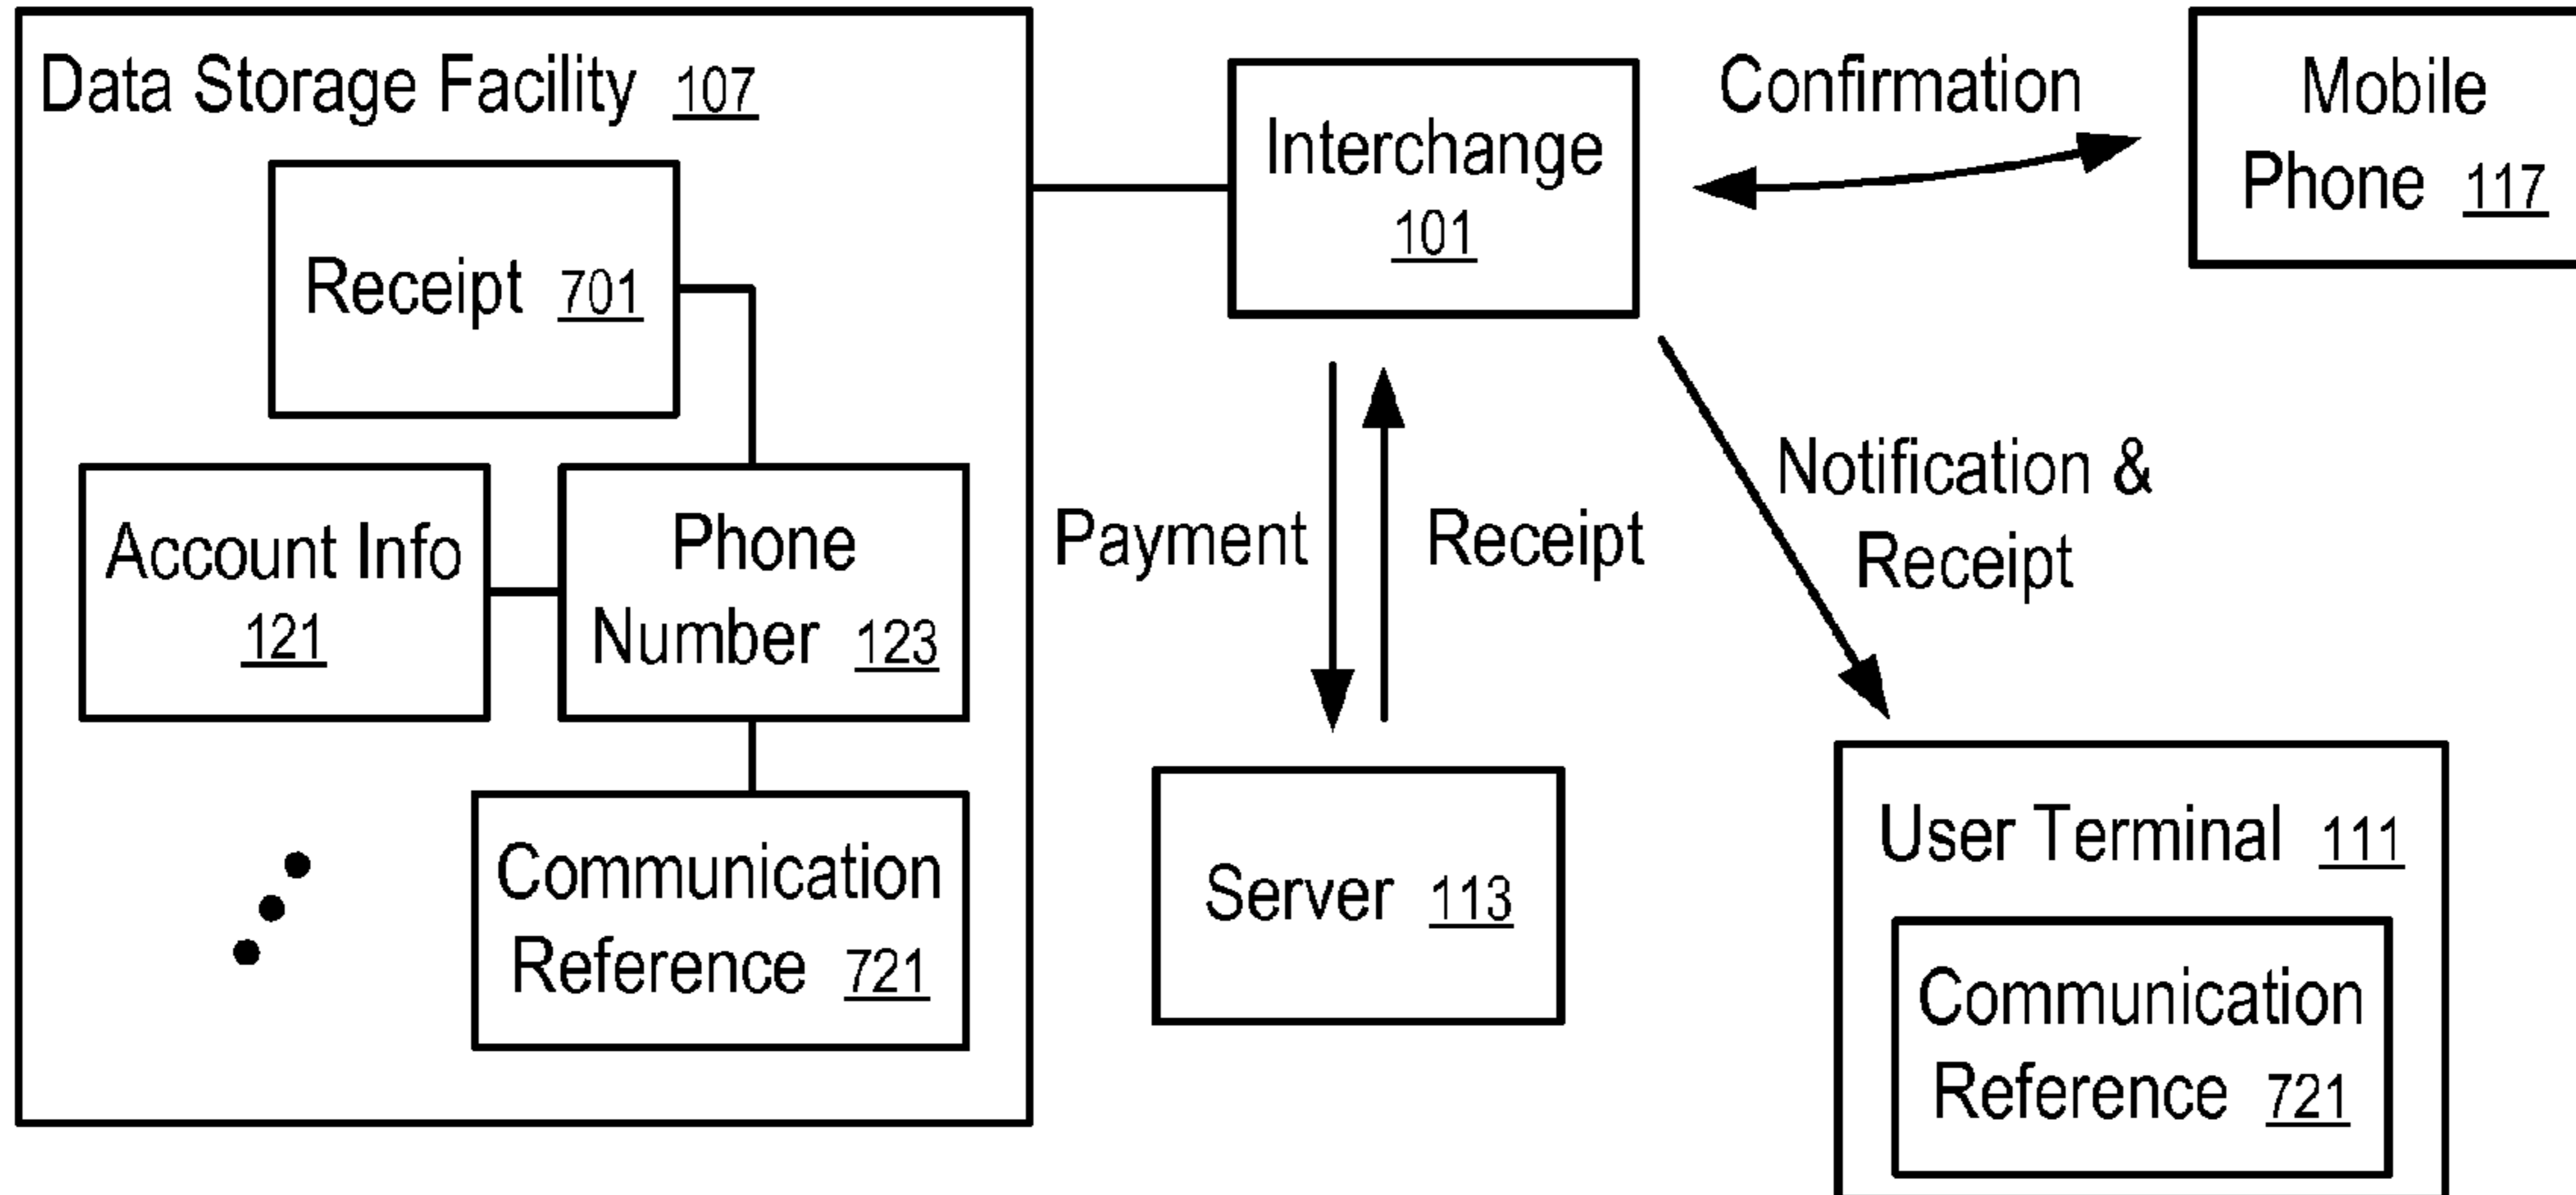 Data Storage Facility 107
Receipt 701
Account Info
121
Phone
Number 123
Communication
Reference 721
Interchange
101
Confirmation
Mobile
Phone 117
Payment
Receipt
Notification &
Receipt
Server 113
User Terminal 111
Communication
Reference 721